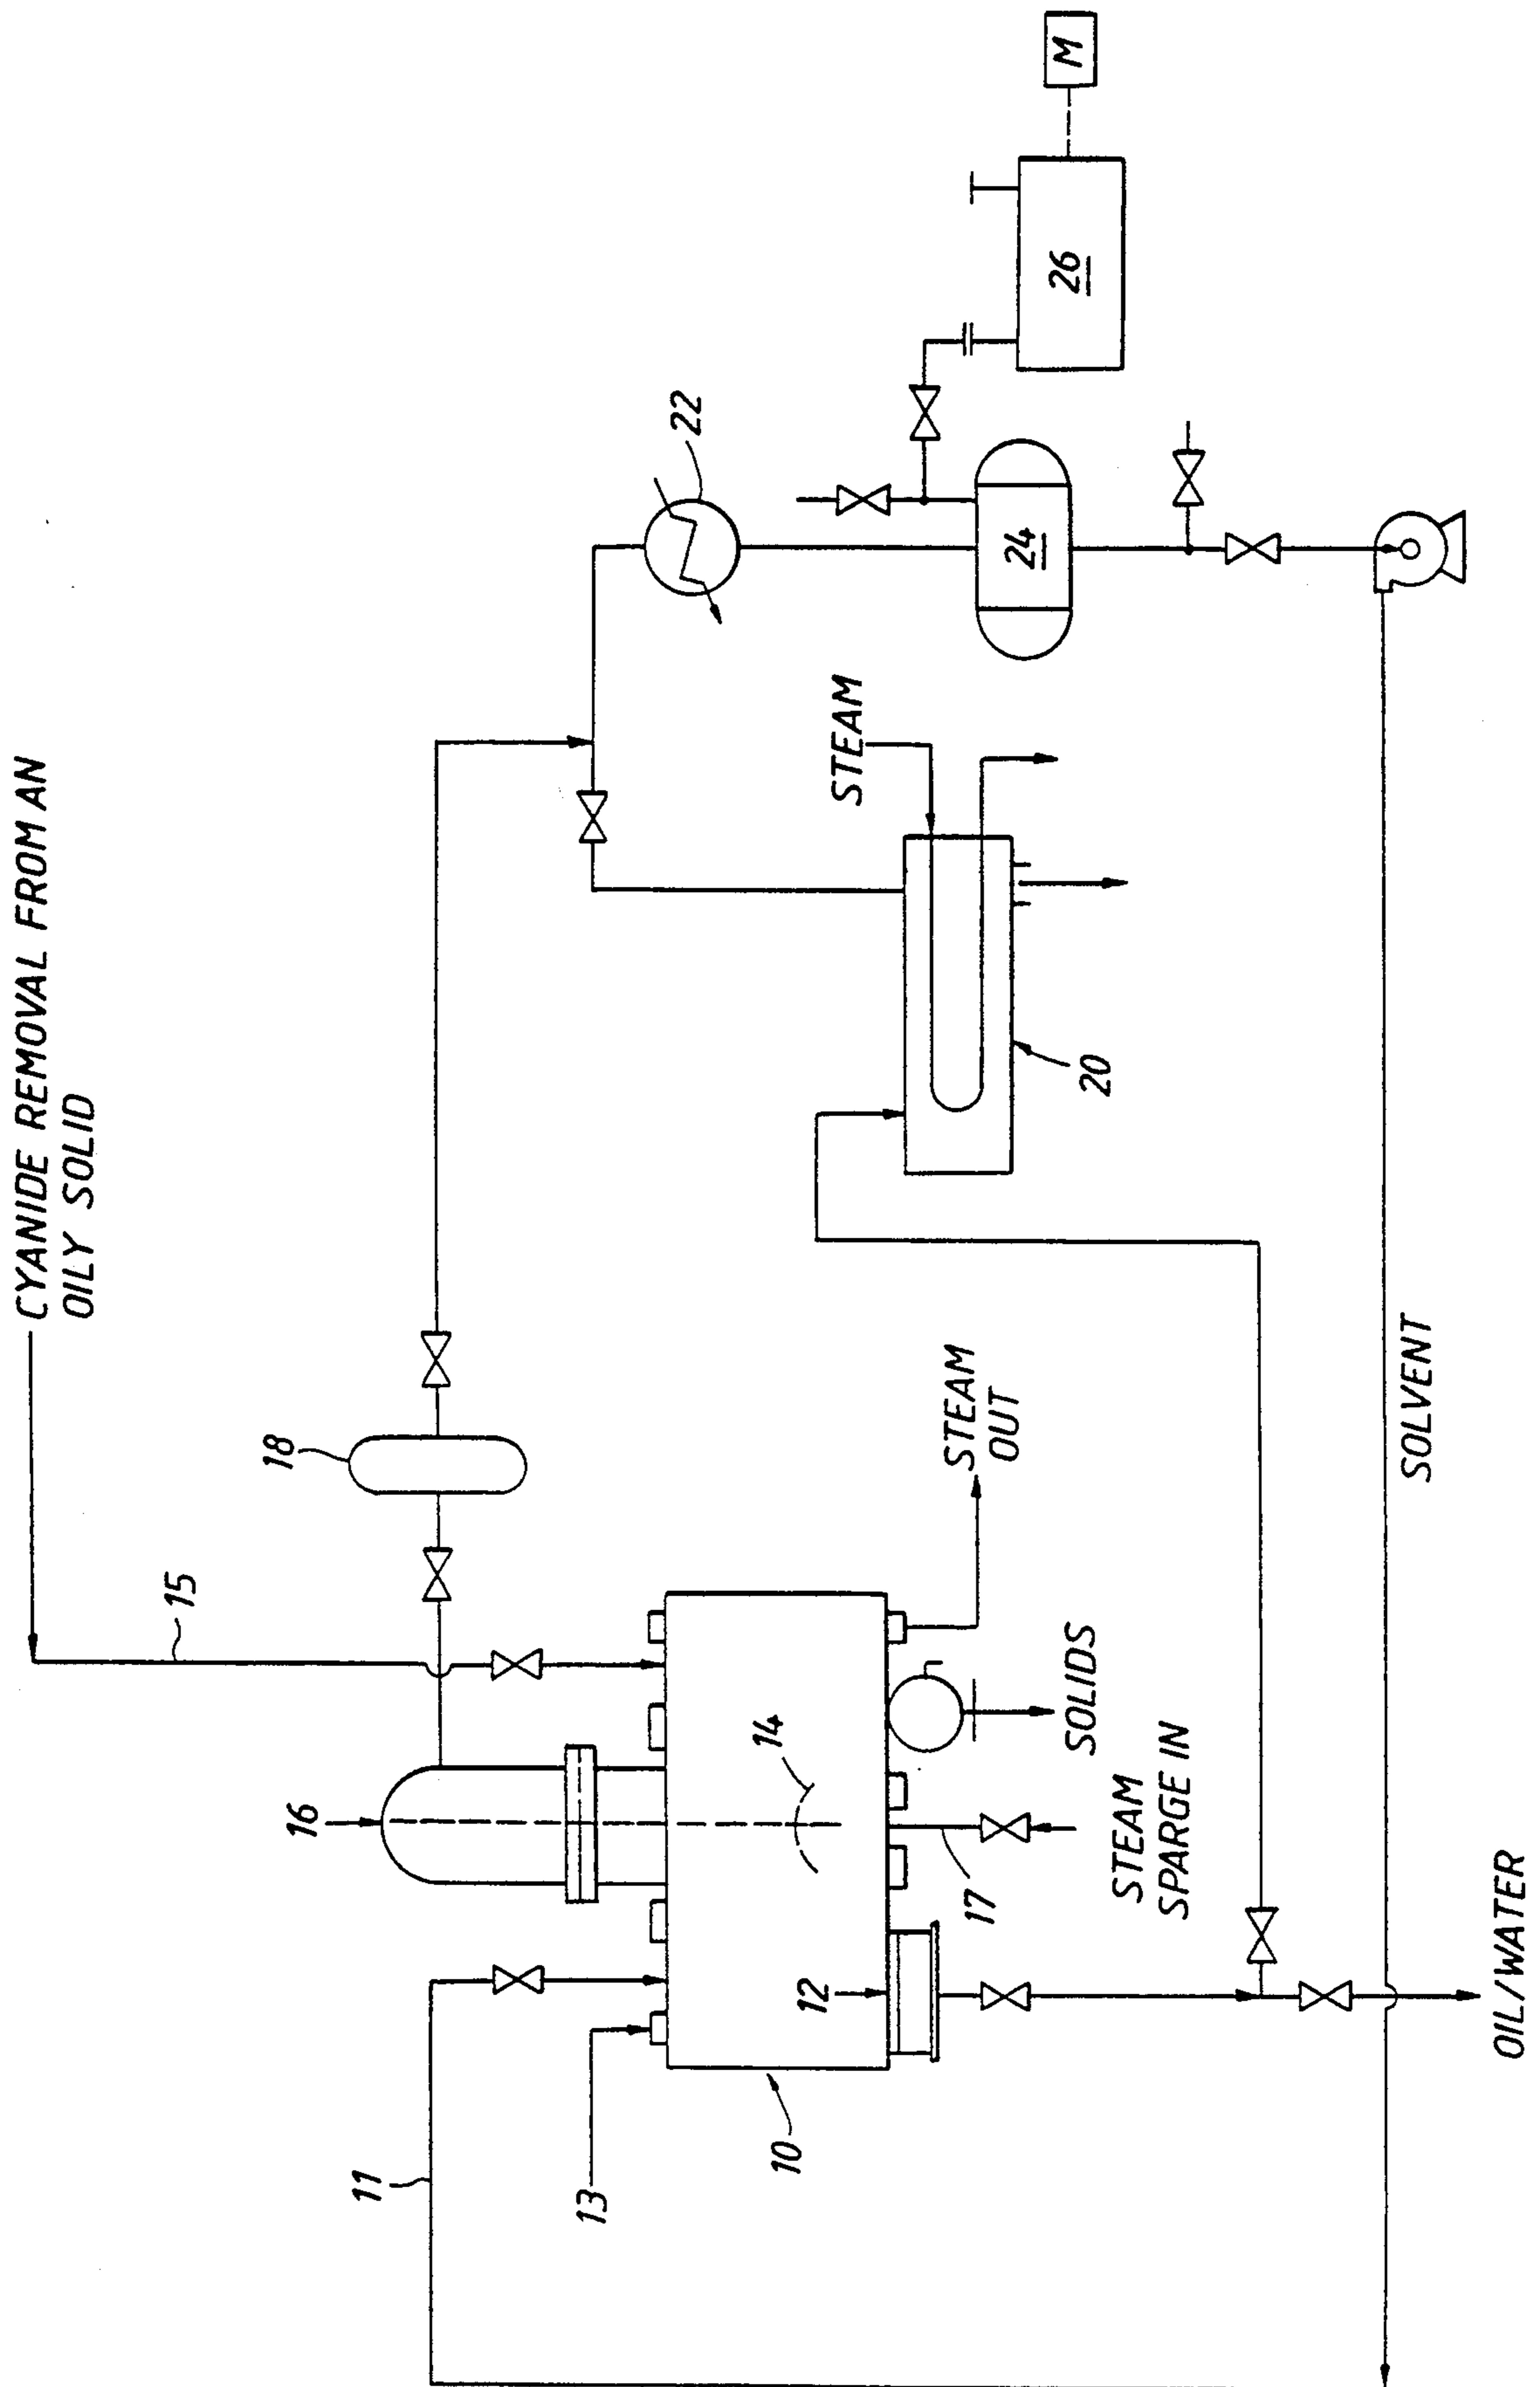 CYANIDE REMOVAL FROM AN
OILY SOLID
15
18
16
11
13
10
14
12
17
STEAM
SPARGE IN
SOLIDS
STEAM
OUT
20
STEAM
22
24
26
M
SOLVENT
OIL/WATER